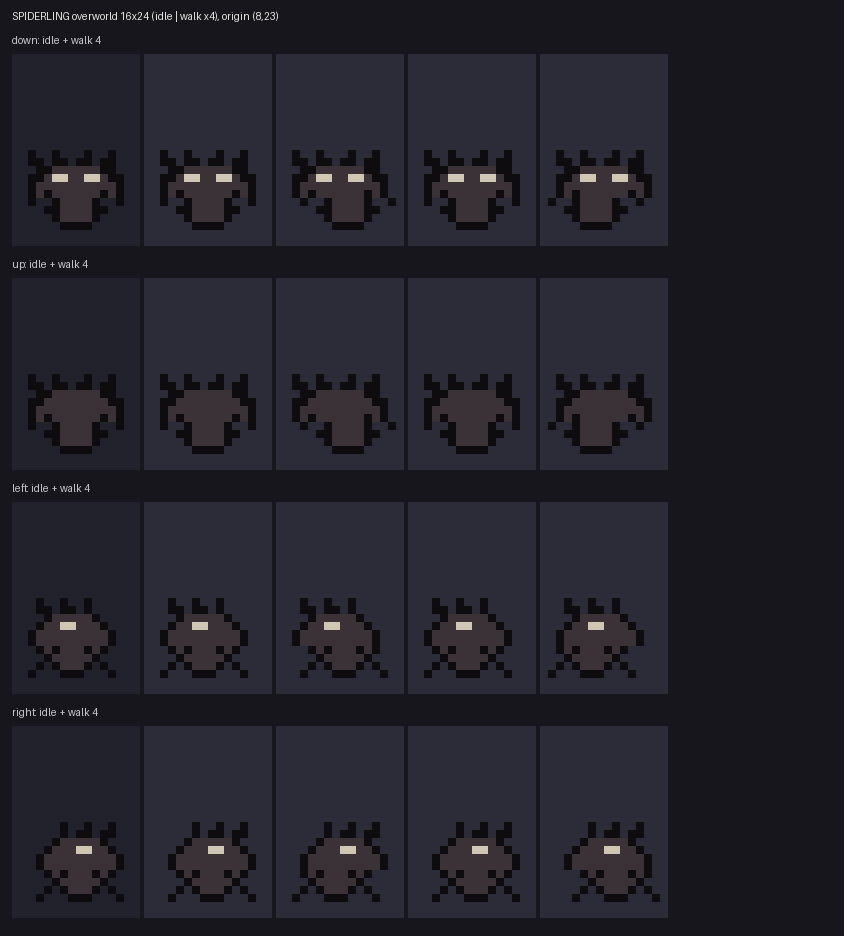 SPIDERLING overworld 16x24 (idle | walk x4), origin (8,23)
down: idle + walk 4
up: idle + walk 4
left: idle + walk 4
right: idle + walk 4